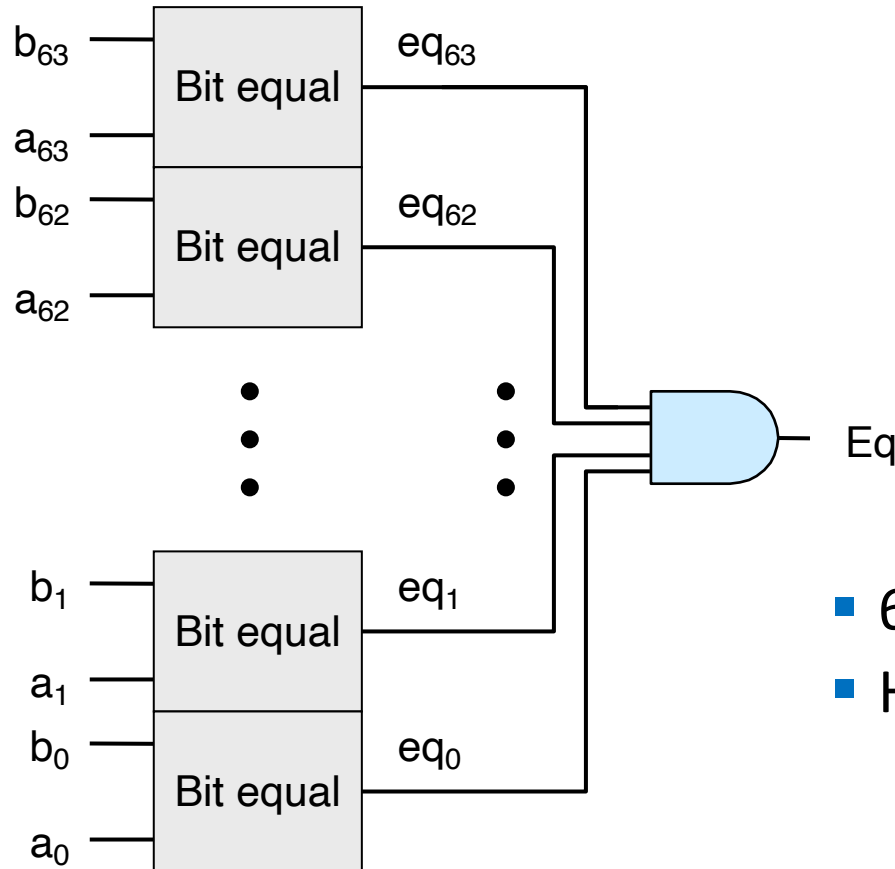 b₆₃ eq₆₃
Bit equal
a₆₃
b₆₂ eq₆₂
Bit equal
a₆₂
Eq
b₁ eq₁
Bit equal
a₁
b₀ eq₀
Bit equal
a₀